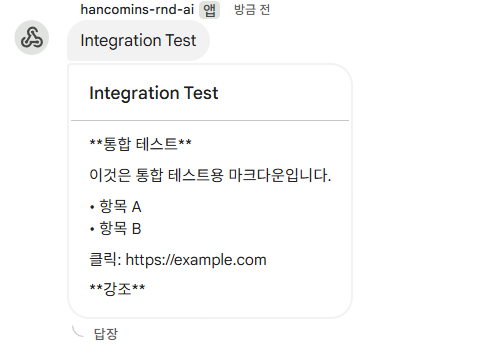 hancomins-rnd-ai 앱 방금 전
Integration Test
Integration Test
**통합 테스트**
이것은 통합 테스트용 마크다운입니다.
• 항목 A
• 항목 B
클릭: https://example.com
**강조**
답장